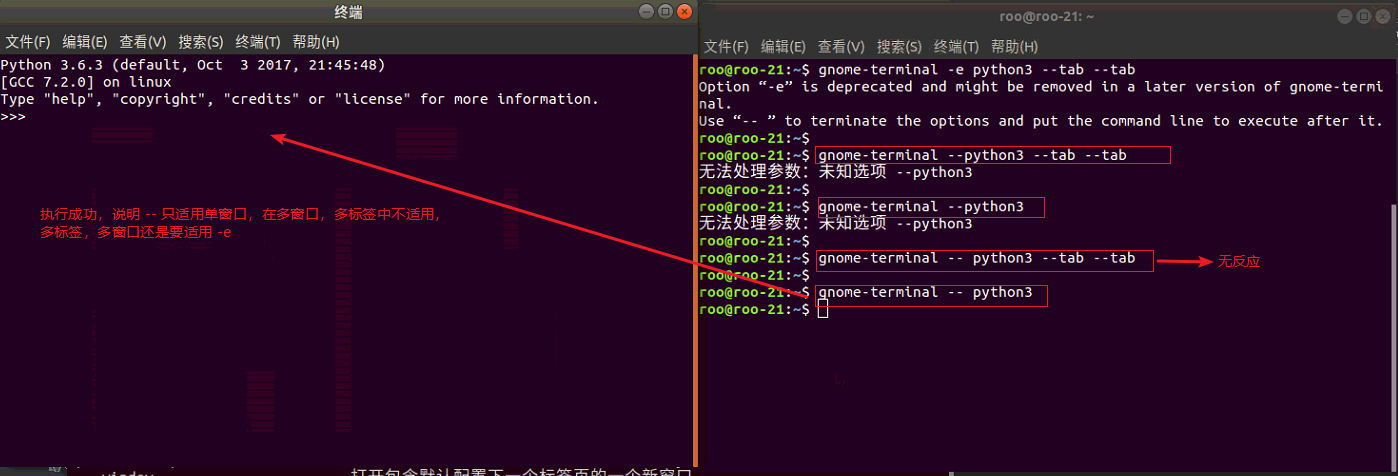 终端
文件(F) 编辑(E) 查看(V) 搜索(S) 终端(T) 帮助(H)
Python 3.6.3 (default, Oct  3 2017, 21:45:48)
[GCC 7.2.0] on linux
Type "help", "copyright", "credits" or "license" for more information.
>>>
执行成功，说明 -- 只适用单窗口，在多窗口，多标签中不适用，
多标签，多窗口还是要适用 -e
roo@roo-21: ~
文件(F) 编辑(E) 查看(V) 搜索(S) 终端(T) 帮助(H)
roo@roo-21:~$ gnome-terminal -e python3 --tab --tab
Option “-e” is deprecated and might be removed in a later version of gnome-termi
nal.
Use “-- ” to terminate the options and put the command line to execute after it.
roo@roo-21:~$
roo@roo-21:~$ gnome-terminal --python3 --tab --tab
无法处理参数：未知选项 --python3
roo@roo-21:~$
roo@roo-21:~$ gnome-terminal --python3
无法处理参数：未知选项 --python3
roo@roo-21:~$
roo@roo-21:~$ gnome-terminal -- python3 --tab --tab
无反应
roo@roo-21:~$
roo@roo-21:~$ gnome-terminal -- python3
roo@roo-21:~$
window 打开包含默认配置下一个标签页的一个新窗口